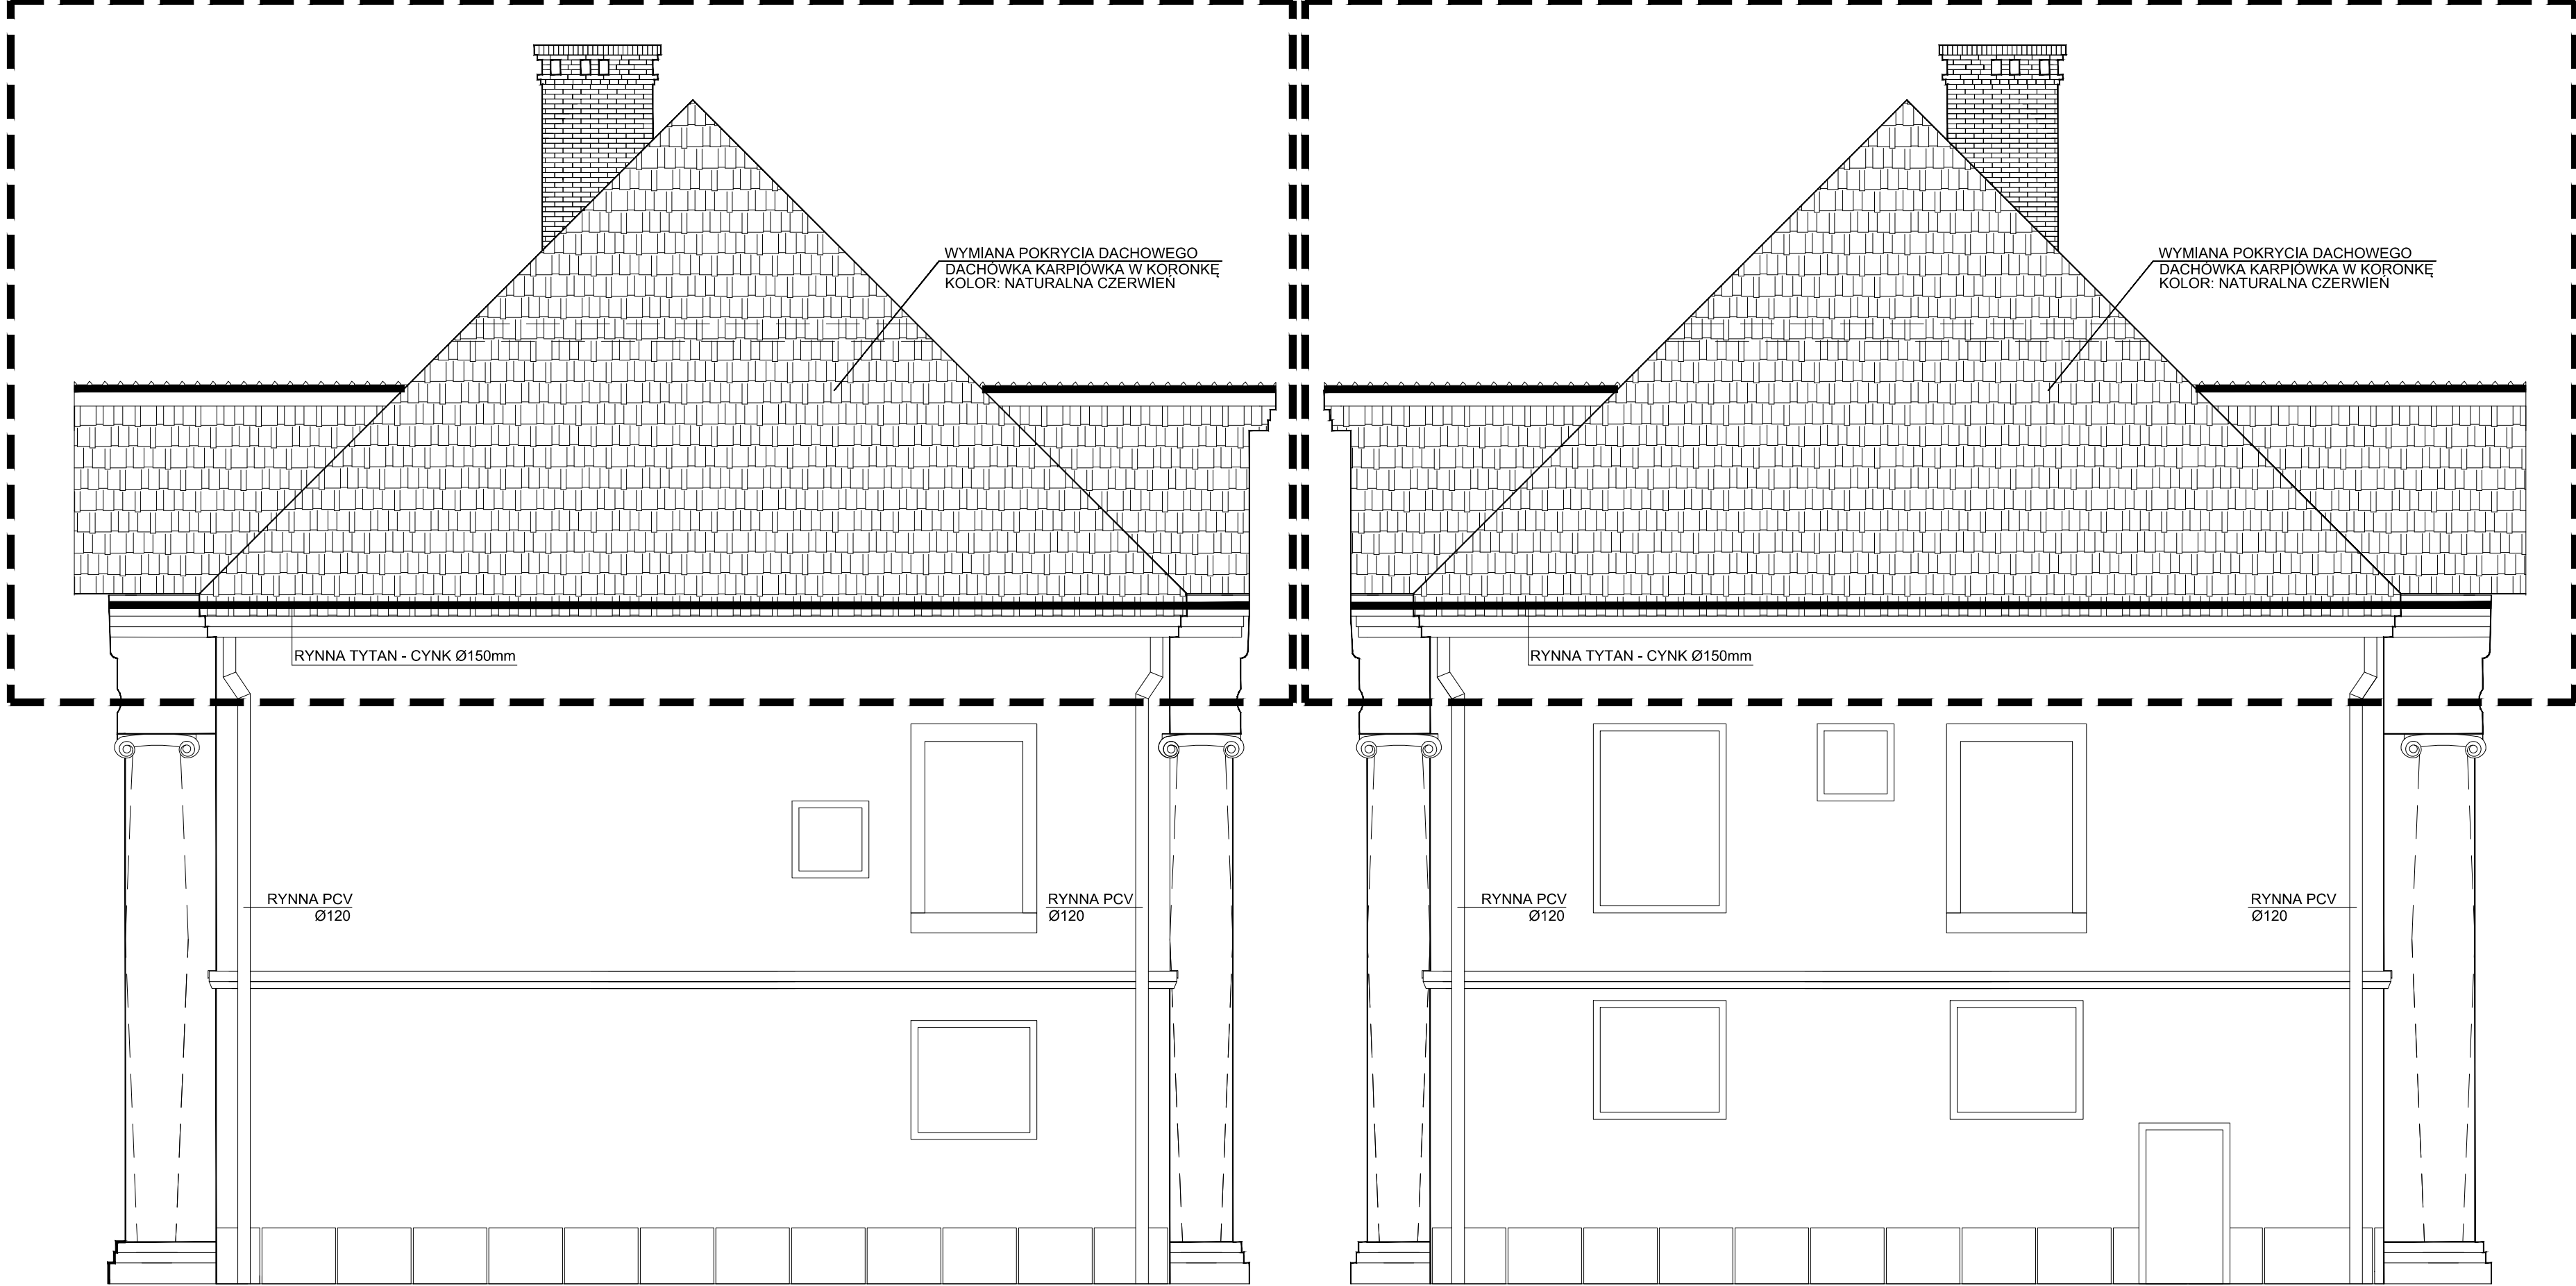 WYMIANA POKRYCIA DACHOWEGO
DACHÓWKA KARPIÓWKA W KORONKĘ
KOLOR: NATURALNA CZERWIEŃ
RYNNA TYTAN - CYNK Ø150mm
RYNNA PCV
Ø120
RYNNA PCV
Ø120
WYMIANA POKRYCIA DACHOWEGO
DACHÓWKA KARPIÓWKA W KORONKĘ
KOLOR: NATURALNA CZERWIEŃ
RYNNA TYTAN - CYNK Ø150mm
RYNNA PCV
Ø120
RYNNA PCV
Ø120